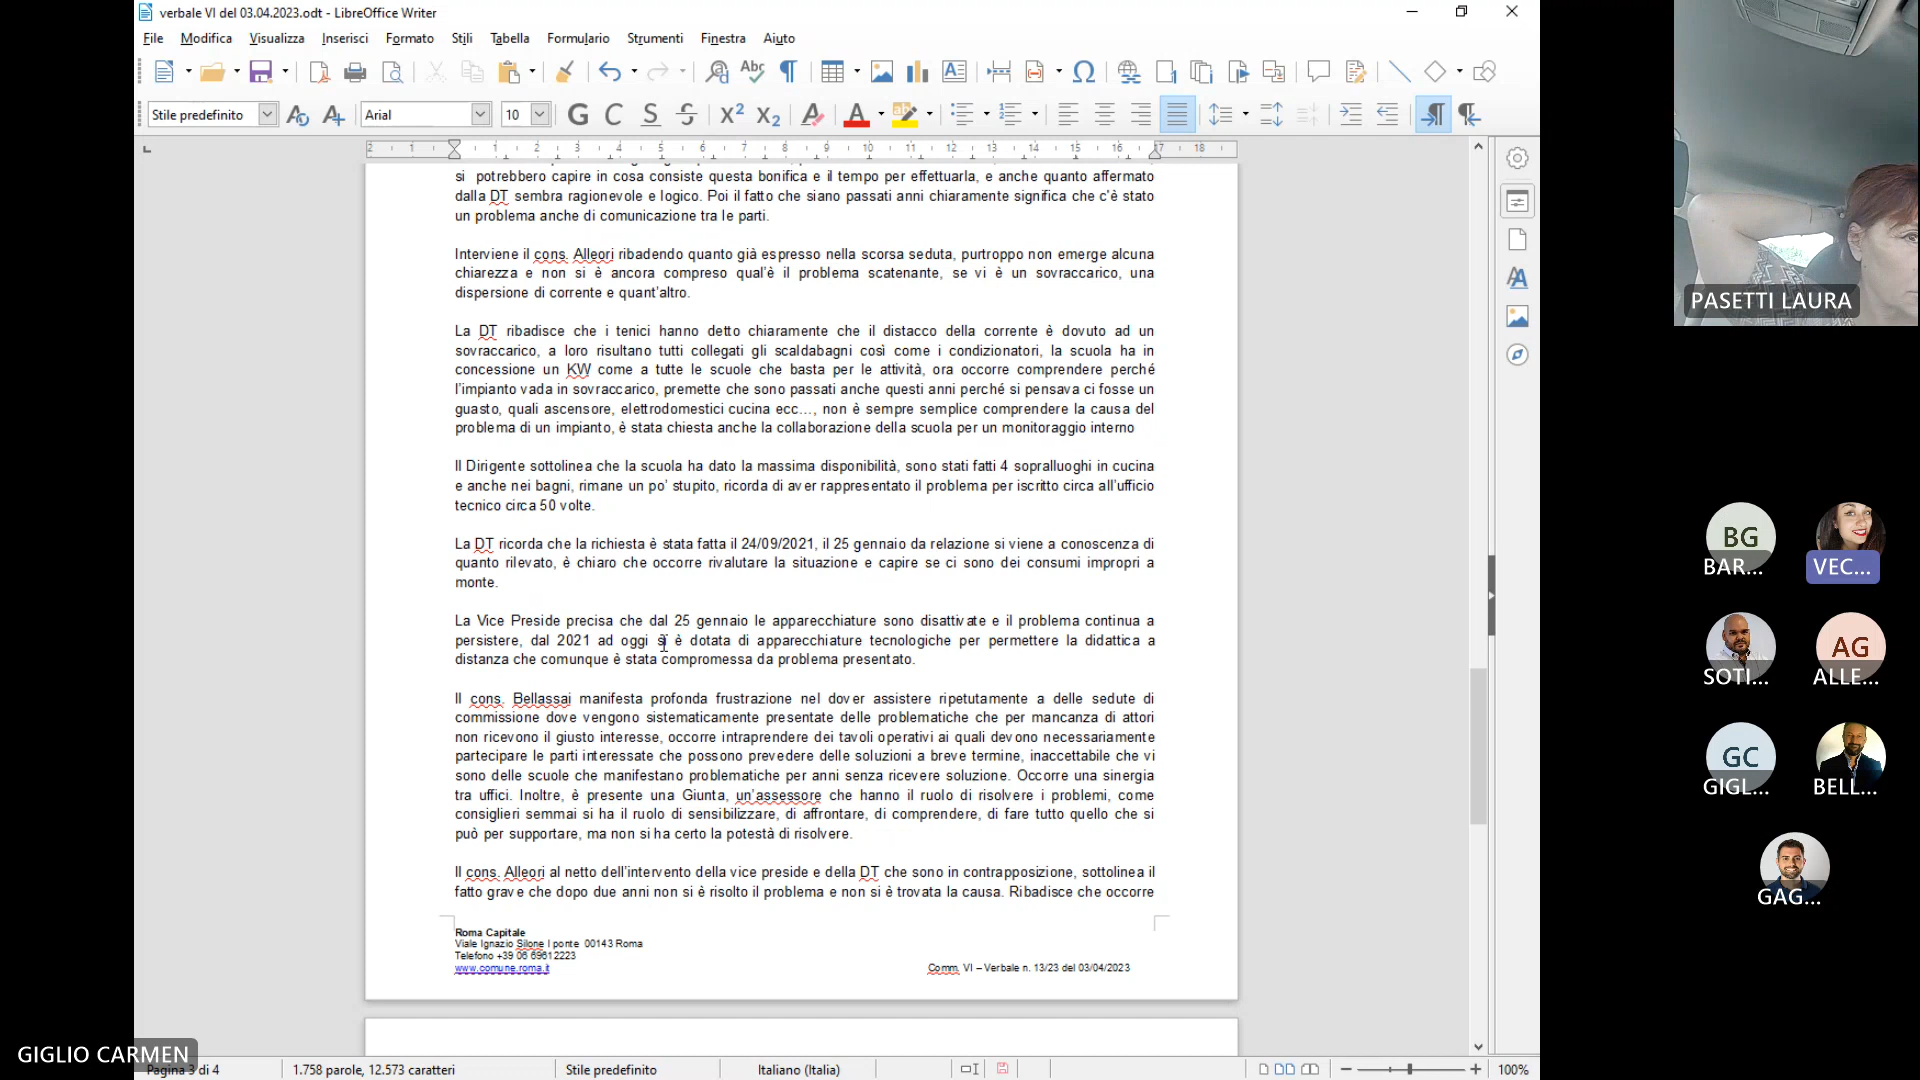 verbale VI del 03.04.2023.odt - LibreOffice Writer
File Modifica Visualizza Inserisci Formato Stili Tabella Formulario Strumenti Finestra Aiuto
Stile predefinito Arial 10 G C S S X² X₂ A
2 1 1 2 3 4 5 6 7 8 9 10 11 12 13 14 15 16 17 18
si potrebbero capire in cosa consiste questa bonifica e il tempo per effettuarla, e anche quanto affermato
dalla DT sembra ragionevole e logico. Poi il fatto che siano passati anni chiaramente significa che c'è stato
un problema anche di comunicazione tra le parti.
Interviene il cons. Alleori ribadendo quanto già espresso nella scorsa seduta, purtroppo non emerge alcuna
chiarezza e non si è ancora compreso qual'è il problema scatenante, se vi è un sovraccarico, una
dispersione di corrente e quant'altro.
La DT ribadisce che i tenici hanno detto chiaramente che il distacco della corrente è dovuto ad un
sovraccarico, a loro risultano tutti collegati gli scaldabagni così come i condizionatori, la scuola ha in
concessione un KW come a tutte le scuole che basta per le attività, ora occorre comprendere perché
l'impianto vada in sovraccarico, premette che sono passati anche questi anni perché si pensava ci fosse un
guasto, quali ascensore, elettrodomestici cucina ecc…, non è sempre semplice comprendere la causa del
problema di un impianto, è stata chiesta anche la collaborazione della scuola per un monitoraggio interno
Il Dirigente sottolinea che la scuola ha dato la massima disponibilità, sono stati fatti 4 sopralluoghi in cucina
e anche nei bagni, rimane un po' stupito, ricorda di aver rappresentato il problema per iscritto circa all'ufficio
tecnico circa 50 volte.
La DT ricorda che la richiesta è stata fatta il 24/09/2021, il 25 gennaio da relazione si viene a conoscenza di
quanto rilevato, è chiaro che occorre rivalutare la situazione e capire se ci sono dei consumi impropri a
monte.
La Vice Preside precisa che dal 25 gennaio le apparecchiature sono disattivate e il problema continua a
persistere, dal 2021 ad oggi si è dotata di apparecchiature tecnologiche per permettere la didattica a
distanza che comunque è stata compromessa da problema presentato.
Il cons. Bellassai manifesta profonda frustrazione nel dover assistere ripetutamente a delle sedute di
commissione dove vengono sistematicamente presentate delle problematiche che per mancanza di attori
non ricevono il giusto interesse, occorre intraprendere dei tavoli operativi ai quali devono necessariamente
partecipare le parti interessate che possono prevedere delle soluzioni a breve termine, inaccettabile che vi
sono delle scuole che manifestano problematiche per anni senza ricevere soluzione. Occorre una sinergia
tra uffici. Inoltre, è presente una Giunta, un'assessore che hanno il ruolo di risolvere i problemi, come
consiglieri semmai si ha il ruolo di sensibilizzare, di affrontare, di comprendere, di fare tutto quello che si
può per supportare, ma non si ha certo la potestà di risolvere.
Il cons. Alleori al netto dell'intervento della vice preside e della DT che sono in contrapposizione, sottolinea il
fatto grave che dopo due anni non si è risolto il problema e non si è trovata la causa. Ribadisce che occorre
Roma Capitale
Viale Ignazio Silone I ponte 00143 Roma
Telefono +39 06 69612223
www.comune.roma.it
Comm. VI – Verbale n. 13/23 del 03/04/2023
Pagina 3 di 4 1.758 parole, 12.573 caratteri Stile predefinito Italiano (Italia) 100%
GIGLIO CARMEN
PASETTI LAURA
BG
BAR...
VEC...
SOTI...
AG
ALLE...
GC
GIGL...
BELL...
GAG...